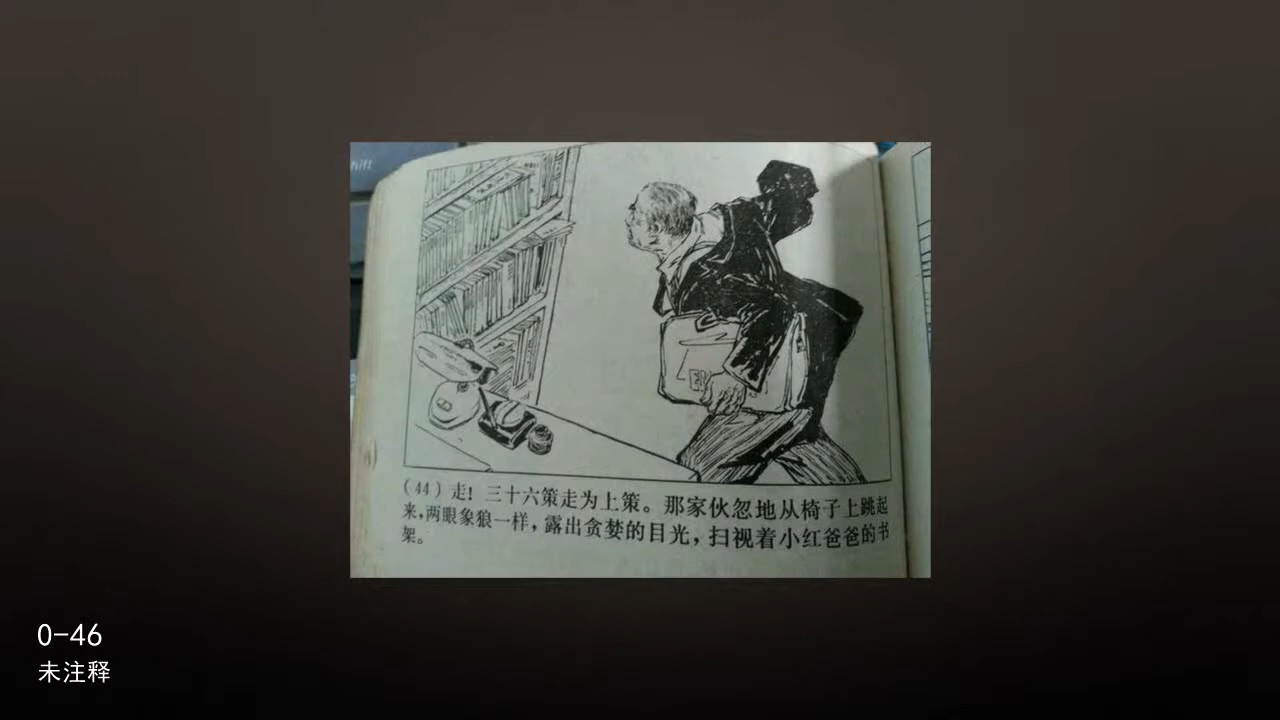 hift
(44)走！三十六策走为上策。那家伙忽地从椅子上跳起
来，两眼象狼一样，露出贪婪的目光，扫视着小红爸爸的书
架。
0-46
未注释